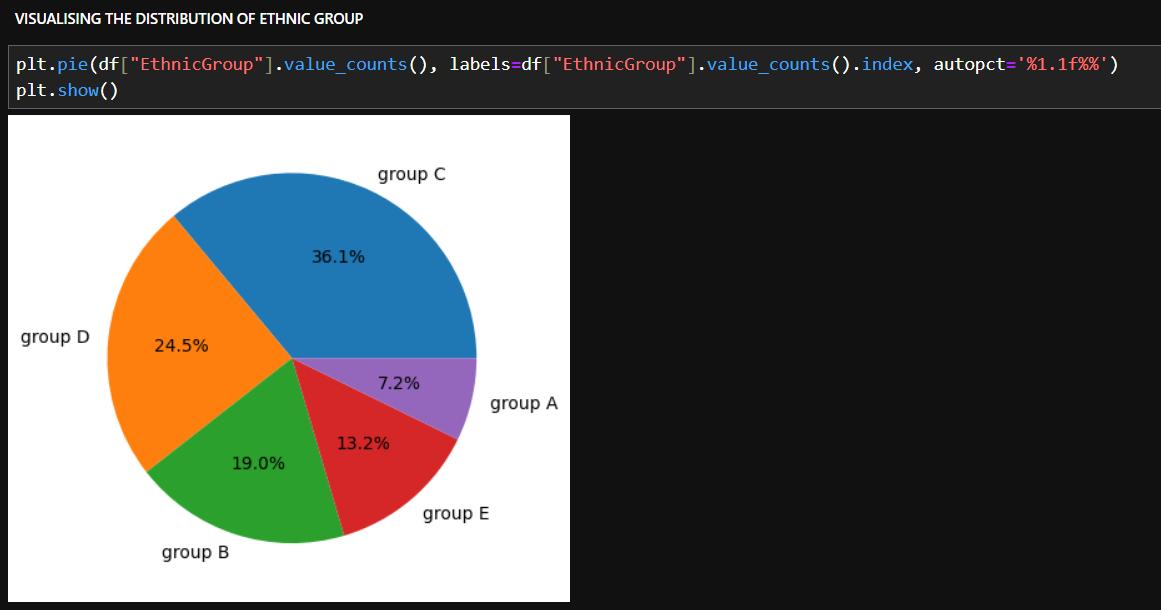 VISUALISING THE DISTRIBUTION OF ETHNIC GROUP
plt.pie(df["EthnicGroup"].value_counts(), labels=df["EthnicGroup"].value_counts().index, autopct='%1.1f%%')
plt.show()
group C
36.1%
group D
24.5%
7.2%
group A
13.2%
19.0%
group E
group B